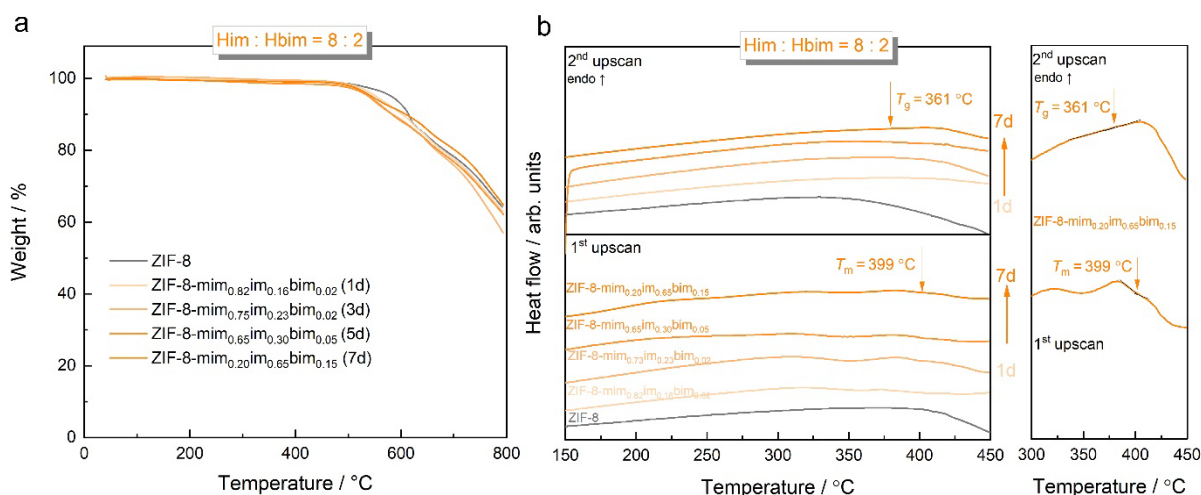 a
Him : Hbim = 8 : 2
Weight / %
100
80
60
40
20
0
ZIF-8
ZIF-8-mim0.82im0.16bim0.02 (1d)
ZIF-8-mim0.75im0.23bim0.02 (3d)
ZIF-8-mim0.65im0.30bim0.05 (5d)
ZIF-8-mim0.20im0.65bim0.15 (7d)
0 200 400 600 800
Temperature / °C
b
Him : Hbim = 8 : 2
Heat flow / arb. units
2nd upscan
endo ↑
Tg = 361 °C
7d
1d
1st upscan
Tm = 399 °C
7d
1d
ZIF-8-mim0.20im0.65bim0.15
ZIF-8-mim0.65im0.30bim0.05
ZIF-8-mim0.73im0.23bim0.02
ZIF-8-mim0.82im0.16bim0.02
ZIF-8
150 200 250 300 350 400 450
Temperature / °C
2nd upscan
endo ↑
Tg = 361 °C
ZIF-8-mim0.20im0.65bim0.15
Tm = 399 °C
1st upscan
300 350 400 450
Temperature / °C